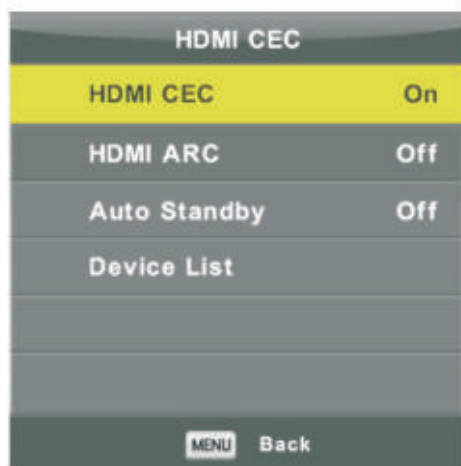 HDMI CEC
HDMI CEC On
HDMI ARC Off
Auto Standby Off
Device List
MENU Back